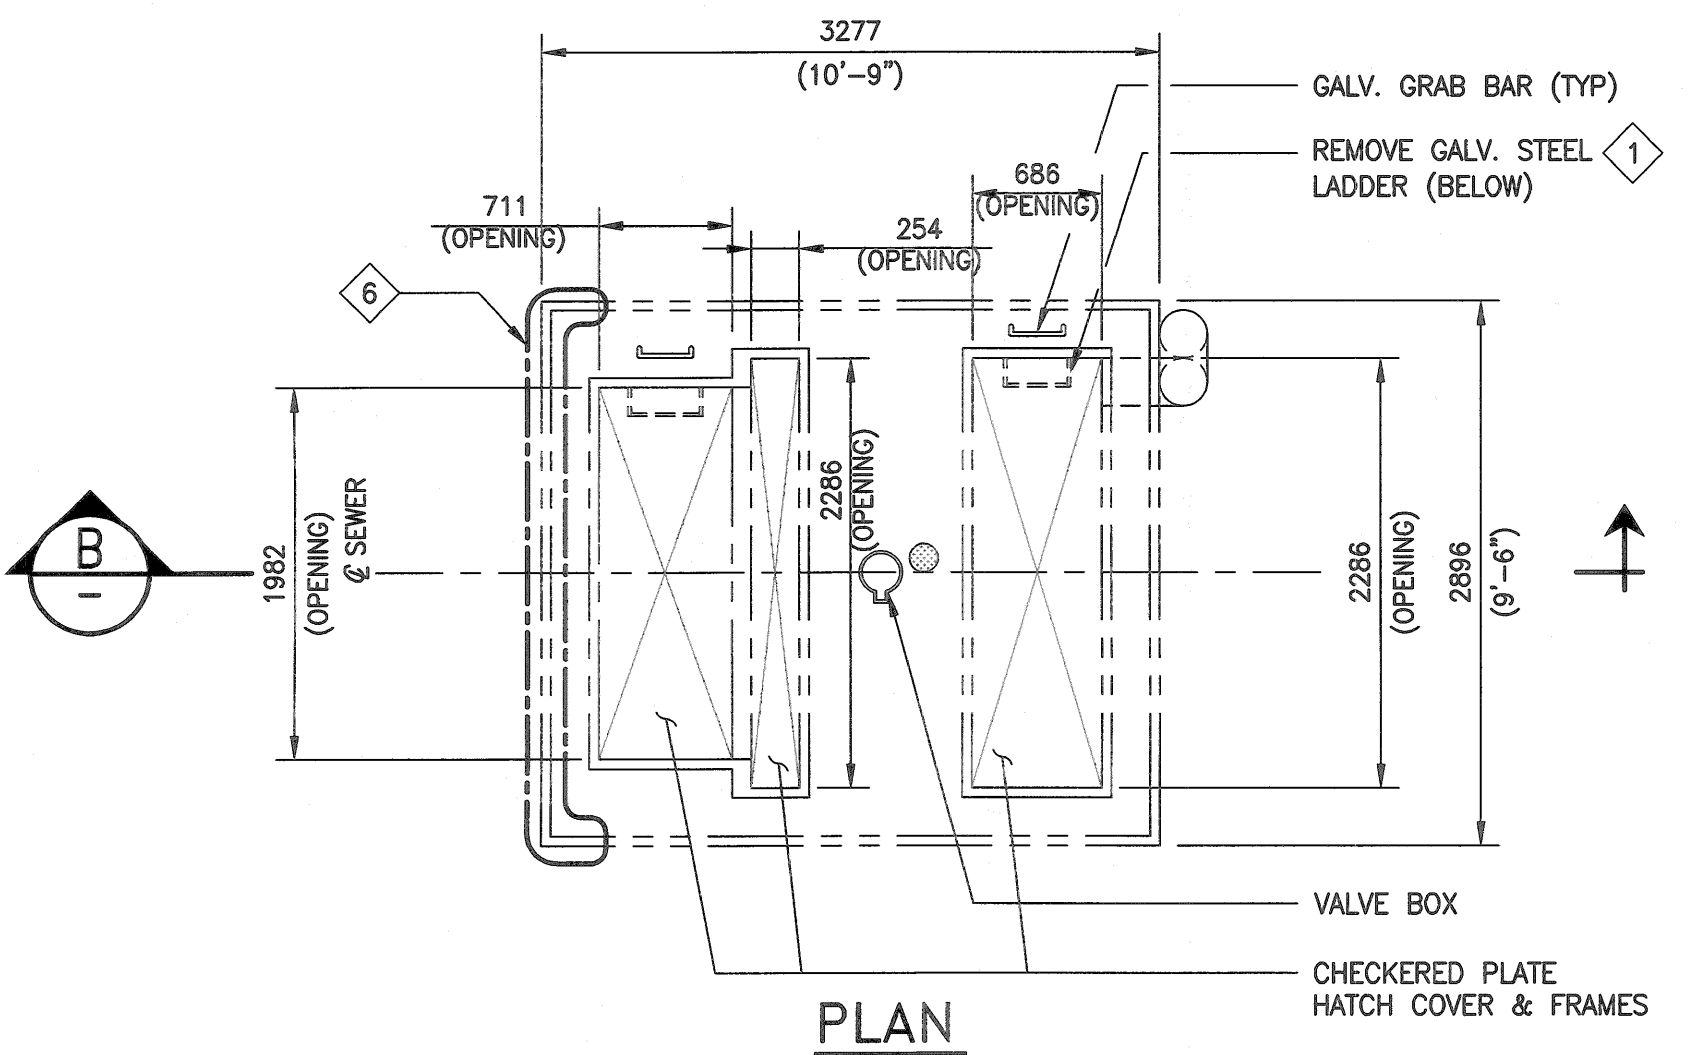 3277
(10'-9")
GALV. GRAB BAR (TYP)
REMOVE GALV. STEEL
LADDER (BELOW)
1
686
(OPENING)
711
(OPENING)
254
(OPENING)
6
2286
(OPENING)
1982
(OPENING)
℄ SEWER
B
-
2286
(OPENING)
2896
(9'-6")
VALVE BOX
CHECKERED PLATE
HATCH COVER & FRAMES
PLAN